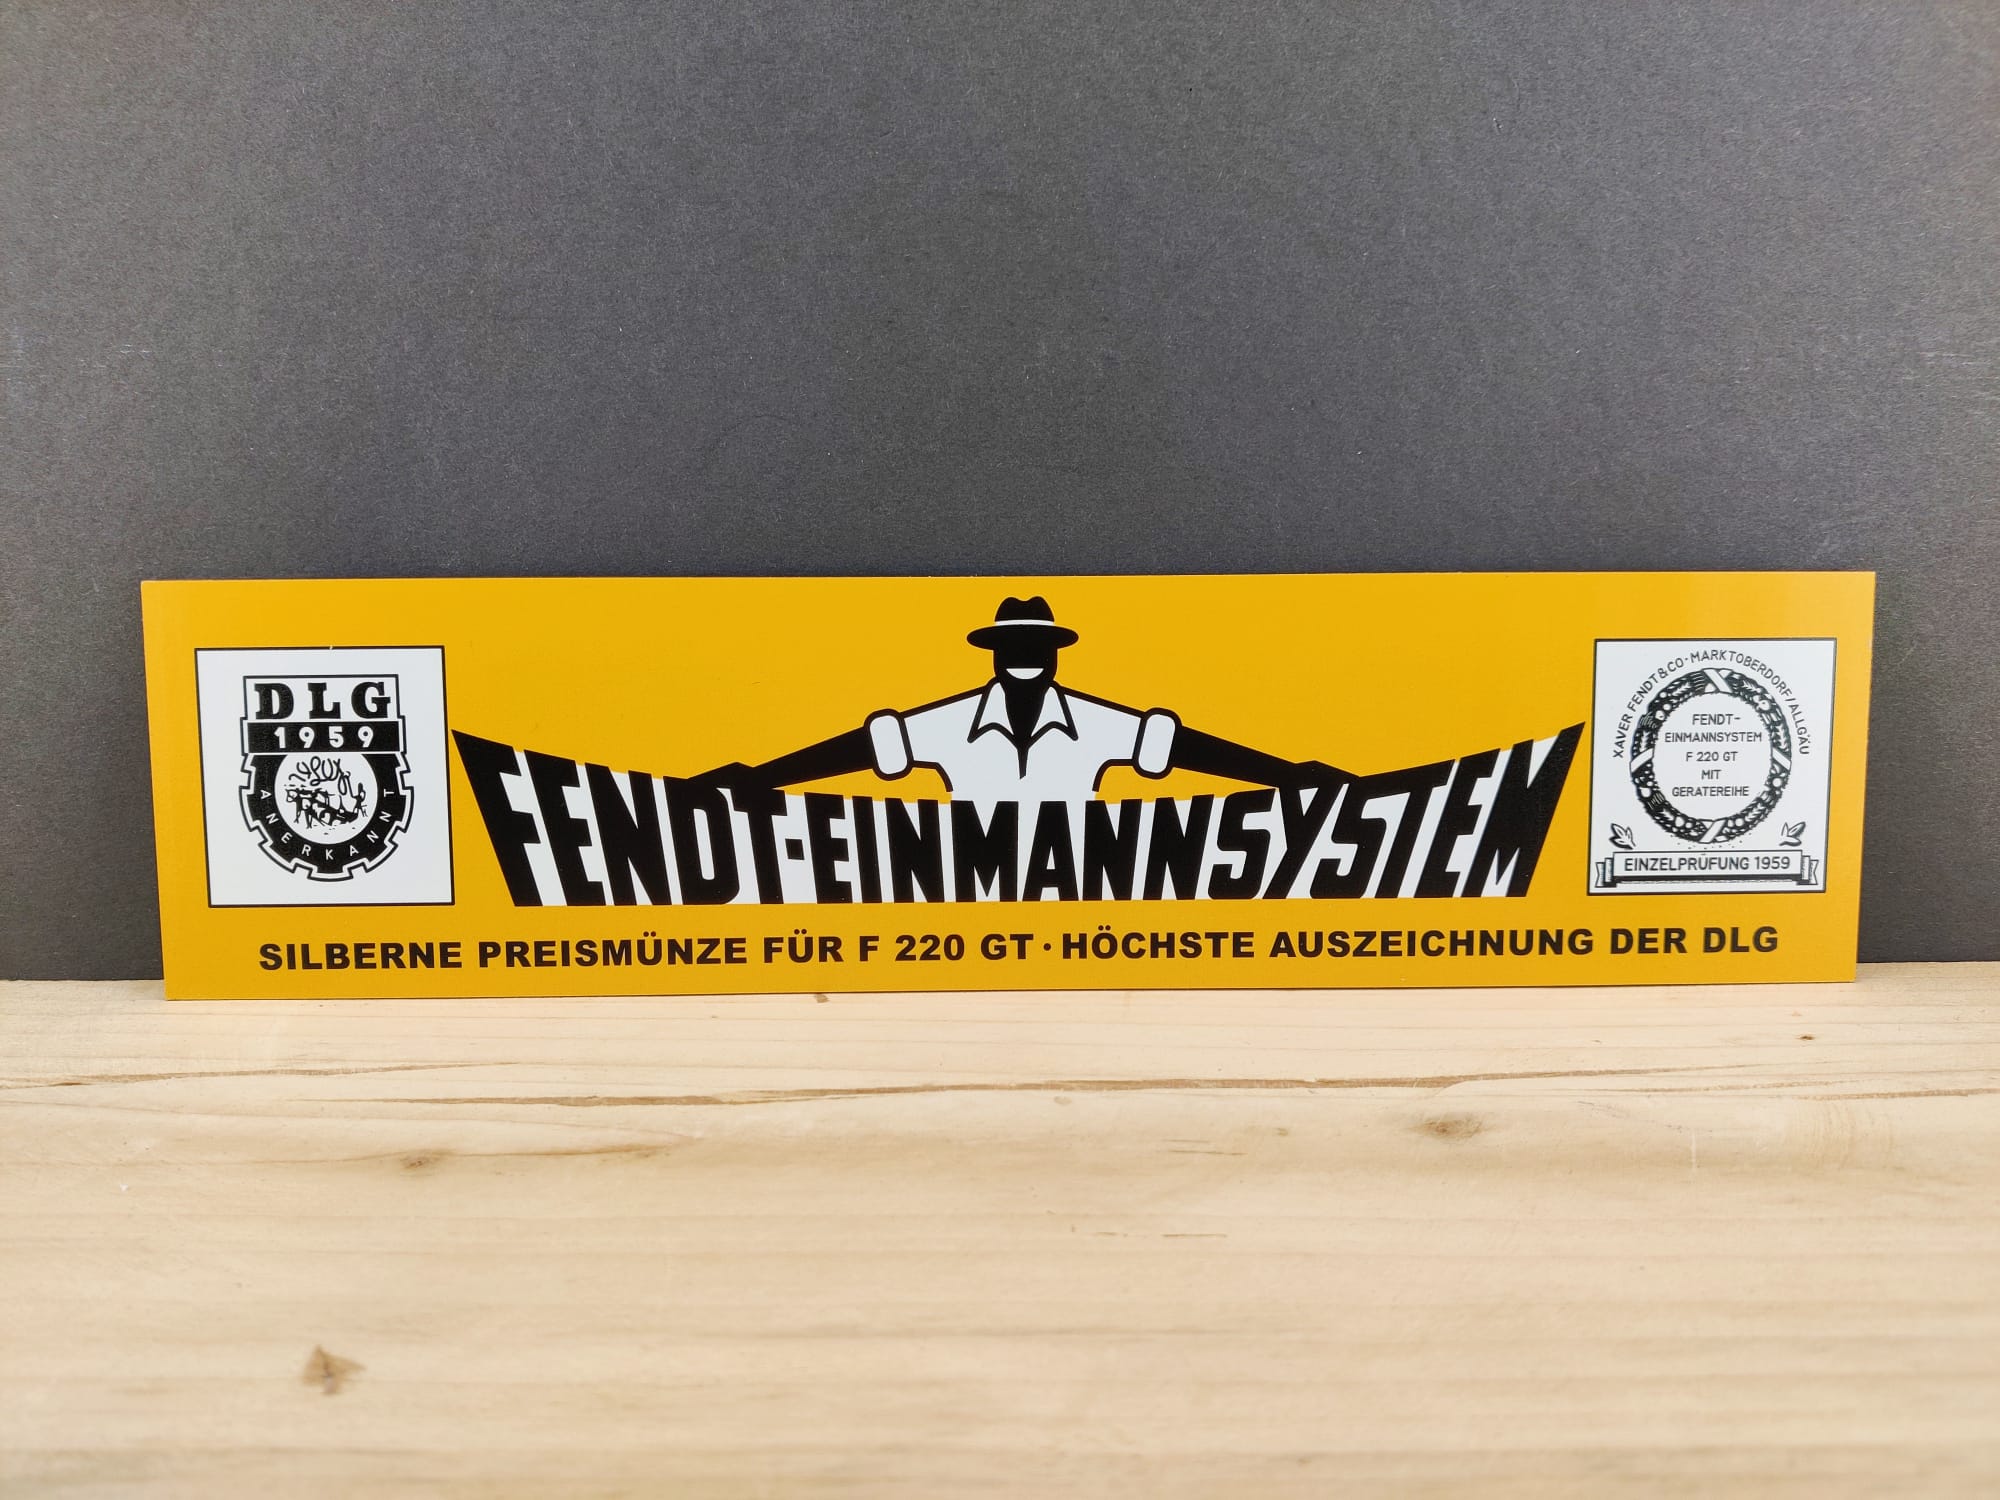 DLG
1959
ANERKANNT
FENDT-EINMANNSYSTEM
XAVER FENDT & CO · MARKTOBERDORF/ALLGÄU
FENDT-
EINMANNSYSTEM
F 220 GT
MIT
GERATEREIHE
EINZELPRÜFUNG 1959
SILBERNE PREISMÜNZE FÜR F 220 GT · HÖCHSTE AUSZEICHNUNG DER DLG